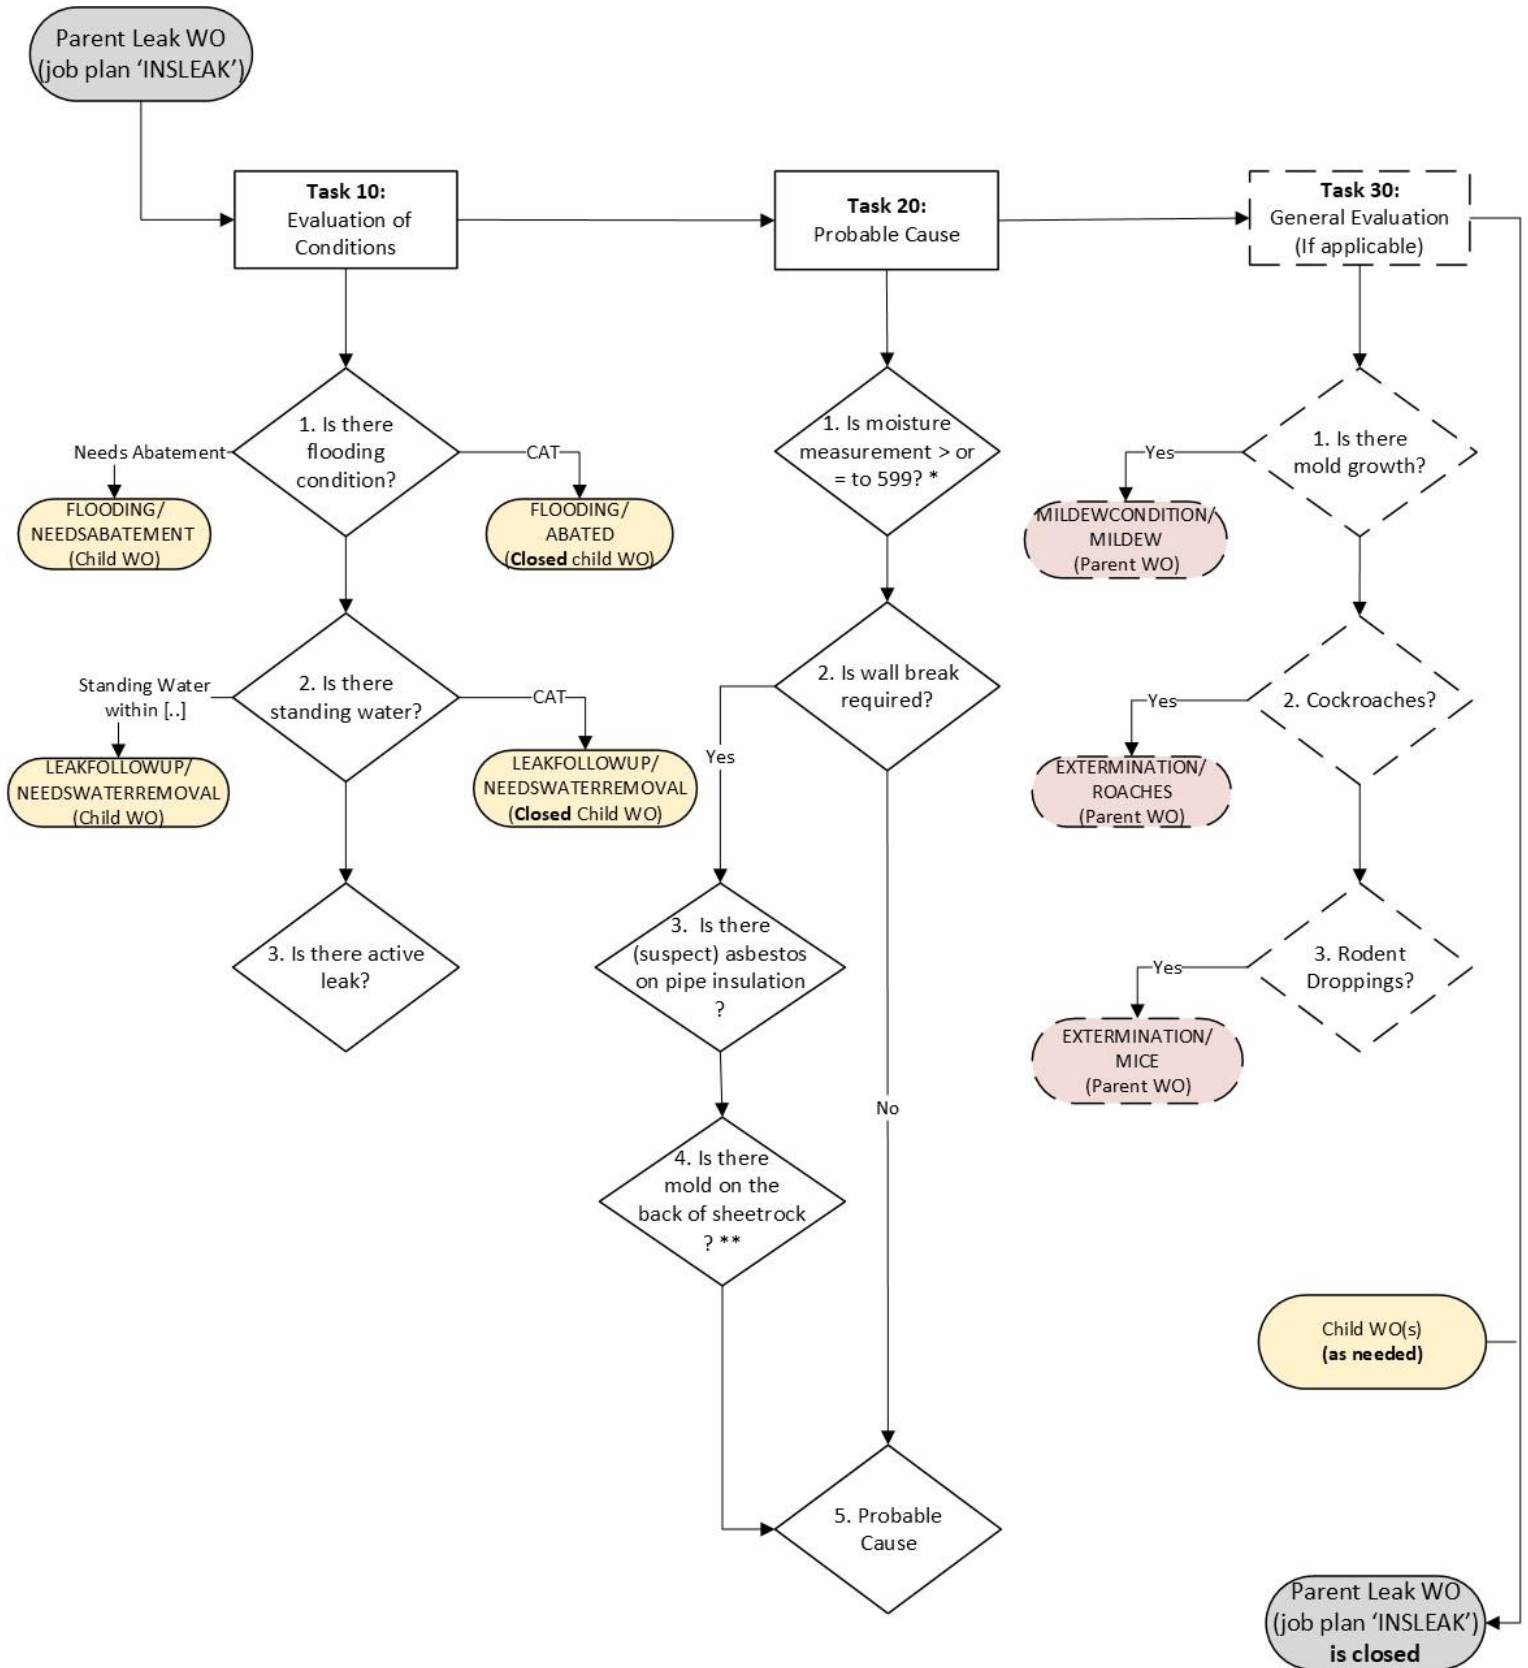 Parent Leak WO
(job plan ‘INSLEAK’)
Task 10:
Evaluation of
Conditions
Task 20:
Probable Cause
Task 30:
General Evaluation
(If applicable)
1. Is there
flooding
condition?
Needs Abatement
CAT
FLOODING/
NEEDSABATEMENT
(Child WO)
FLOODING/
ABATED
(Closed child WO)
2. Is there
standing water?
Standing Water
within [..]
CAT
LEAKFOLLOWUP/
NEEDSWATERREMOVAL
(Child WO)
LEAKFOLLOWUP/
NEEDSWATERREMOVAL
(Closed Child WO)
3. Is there active
leak?
1. Is moisture
measurement > or
= to 599? *
2. Is wall break
required?
Yes
No
3. Is there
(suspect) asbestos
on pipe insulation
?
4. Is there
mold on the
back of sheetrock
? **
5. Probable
Cause
1. Is there
mold growth?
Yes
MILDEWCONDITION/
MILDEW
(Parent WO)
2. Cockroaches?
Yes
EXTERMINATION/
ROACHES
(Parent WO)
3. Rodent
Droppings?
Yes
EXTERMINATION/
MICE
(Parent WO)
Child WO(s)
(as needed)
Parent Leak WO
(job plan ‘INSLEAK’)
is closed